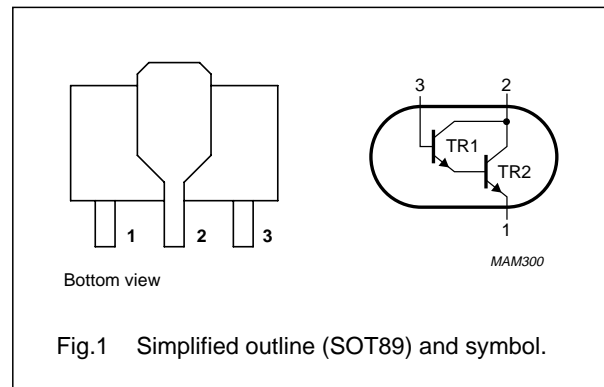 3 2
TR1
TR2
1
1 2 3
MAM300
Bottom view
Fig.1 Simplified outline (SOT89) and symbol.